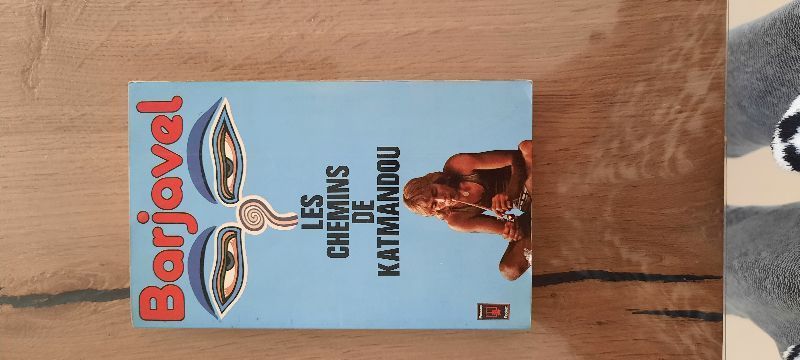 Barjavel
LES
CHEMINS
DE
KATMANDOU